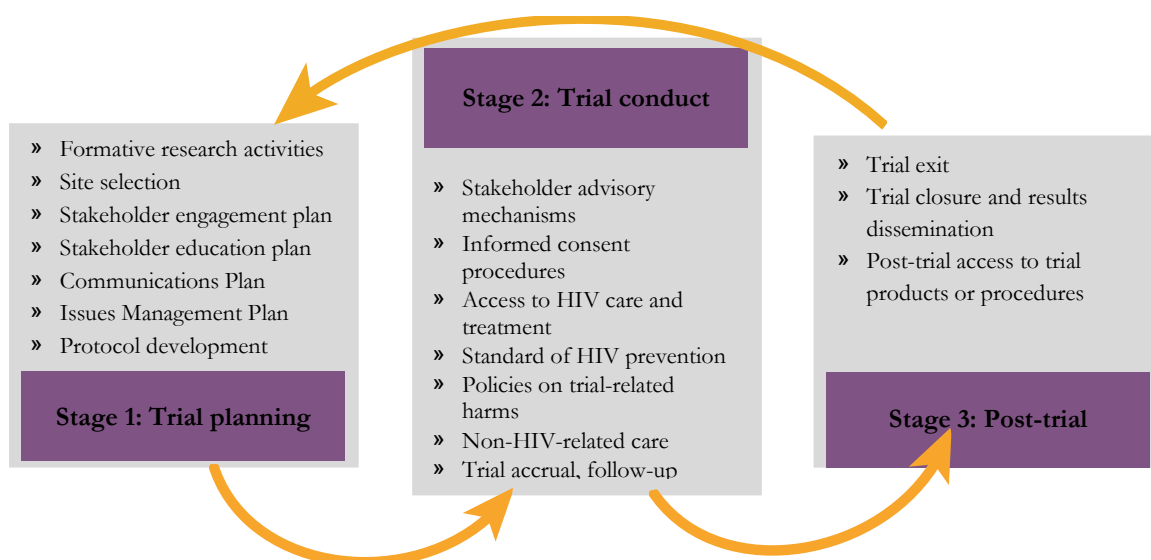 » Formative research activities
» Site selection
» Stakeholder engagement plan
» Stakeholder education plan
» Communications Plan
» Issues Management Plan
» Protocol development
Stage 1: Trial planning
Stage 2: Trial conduct
» Stakeholder advisory
mechanisms
» Informed consent
procedures
» Access to HIV care and
treatment
» Standard of HIV prevention
» Policies on trial-related
harms
» Non-HIV-related care
» Trial accrual, follow-up
» Trial exit
» Trial closure and results
dissemination
» Post-trial access to trial
products or procedures
Stage 3: Post-trial